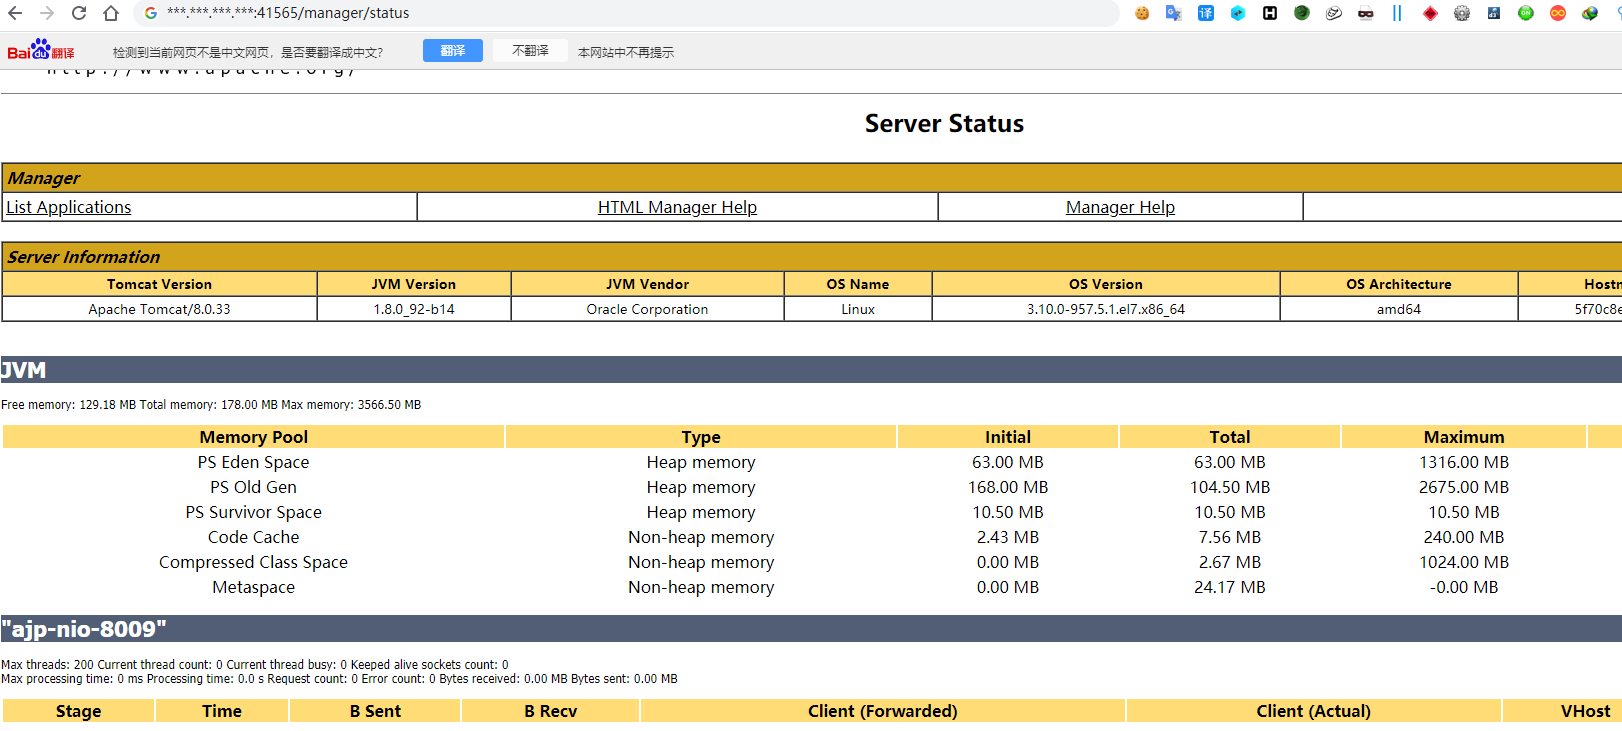 ***.***.***.***:41565/manager/status
Bai du 翻译 检测到当前网页不是中文网页，是否要翻译成中文? 翻译 不翻译 本网站中不再提示
http://www.apache.org/
Server Status
Manager
List Applications HTML Manager Help Manager Help
Server Information
Tomcat Version JVM Version JVM Vendor OS Name OS Version OS Architecture Hostn
Apache Tomcat/8.0.33 1.8.0_92-b14 Oracle Corporation Linux 3.10.0-957.5.1.el7.x86_64 amd64 5f70c8e
JVM
Free memory: 129.18 MB Total memory: 178.00 MB Max memory: 3566.50 MB
Memory Pool Type Initial Total Maximum
PS Eden Space Heap memory 63.00 MB 63.00 MB 1316.00 MB
PS Old Gen Heap memory 168.00 MB 104.50 MB 2675.00 MB
PS Survivor Space Heap memory 10.50 MB 10.50 MB 10.50 MB
Code Cache Non-heap memory 2.43 MB 7.56 MB 240.00 MB
Compressed Class Space Non-heap memory 0.00 MB 2.67 MB 1024.00 MB
Metaspace Non-heap memory 0.00 MB 24.17 MB -0.00 MB
"ajp-nio-8009"
Max threads: 200 Current thread count: 0 Current thread busy: 0 Keeped alive sockets count: 0
Max processing time: 0 ms Processing time: 0.0 s Request count: 0 Error count: 0 Bytes received: 0.00 MB Bytes sent: 0.00 MB
Stage Time B Sent B Recv Client (Forwarded) Client (Actual) VHost